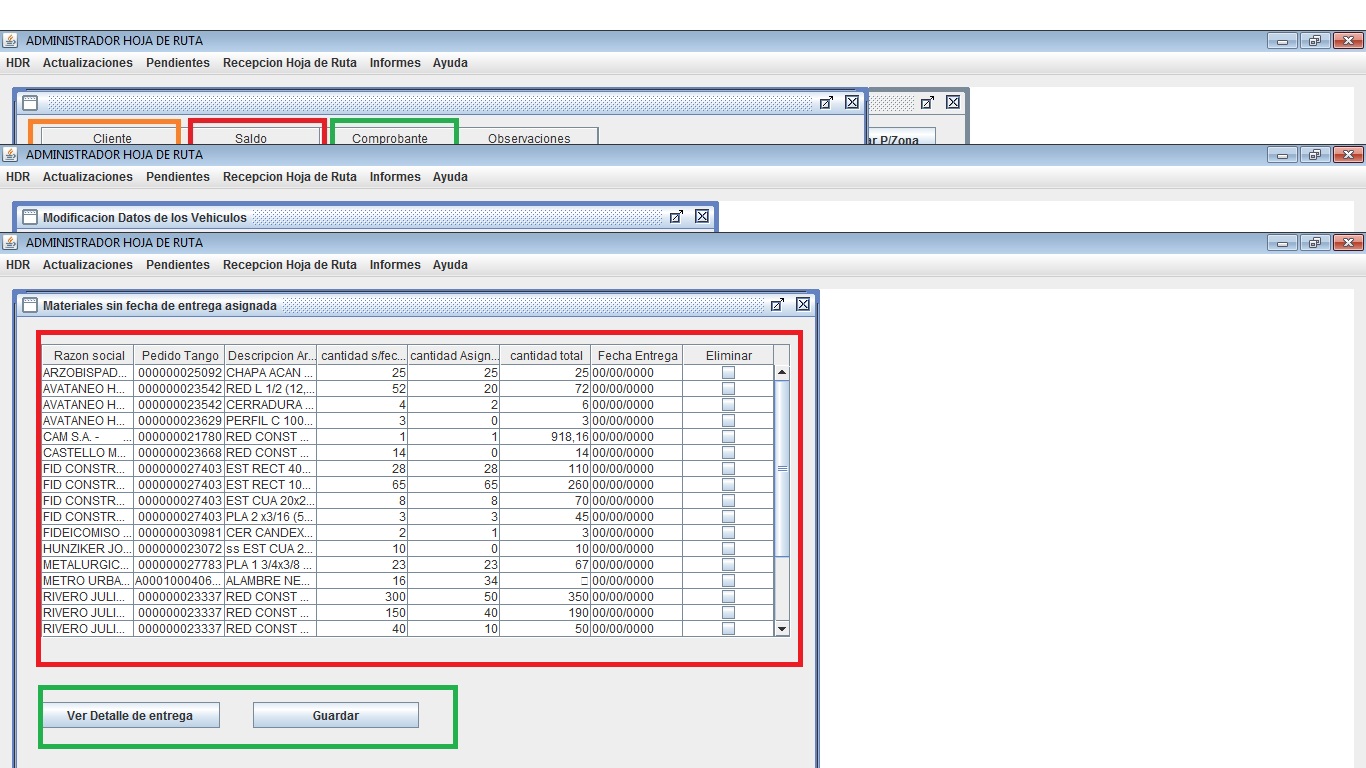 ADMINISTRADOR HOJA DE RUTA
HDR Actualizaciones Pendientes Recepcion Hoja de Ruta Informes Ayuda
Cliente Saldo Comprobante Observaciones ar P/Zona
ADMINISTRADOR HOJA DE RUTA
HDR Actualizaciones Pendientes Recepcion Hoja de Ruta Informes Ayuda
Modificacion Datos de los Vehiculos
ADMINISTRADOR HOJA DE RUTA
HDR Actualizaciones Pendientes Recepcion Hoja de Ruta Informes Ayuda
Materiales sin fecha de entrega asignada
Razon social Pedido Tango Descripcion Ar... cantidad s/fec... cantidad Asign... cantidad total Fecha Entrega Eliminar
ARZOBISPAD... 000000025092 CHAPA ACAN ... 25 25 25 00/00/0000
AVATANEO H... 000000023542 RED L 1/2 (12,... 52 20 72 00/00/0000
AVATANEO H... 000000023542 CERRADURA ... 4 2 6 00/00/0000
AVATANEO H... 000000023629 PERFIL C 100... 3 0 3 00/00/0000
CAM S.A. - ... 000000021780 RED CONST ... 1 1 918,16 00/00/0000
CASTELLO M... 000000023668 RED CONST ... 14 0 14 00/00/0000
FID CONSTR... 000000027403 EST RECT 40... 28 28 110 00/00/0000
FID CONSTR... 000000027403 EST RECT 10... 65 65 260 00/00/0000
FID CONSTR... 000000027403 EST CUA 20x2... 8 8 70 00/00/0000
FID CONSTR... 000000027403 PLA 2 x3/16 (5... 3 3 45 00/00/0000
FIDEICOMISO ... 000000030981 CER CANDEX... 2 1 3 00/00/0000
HUNZIKER JO... 000000023072 ss EST CUA 2... 10 0 10 00/00/0000
METALURGIC... 000000027783 PLA 1 3/4x3/8 ... 23 23 67 00/00/0000
METRO URBA... A0001000406... ALAMBRE NE... 16 34 □ 00/00/0000
RIVERO JULI... 000000023337 RED CONST ... 300 50 350 00/00/0000
RIVERO JULI... 000000023337 RED CONST ... 150 40 190 00/00/0000
RIVERO JULI... 000000023337 RED CONST ... 40 10 50 00/00/0000
Ver Detalle de entrega Guardar